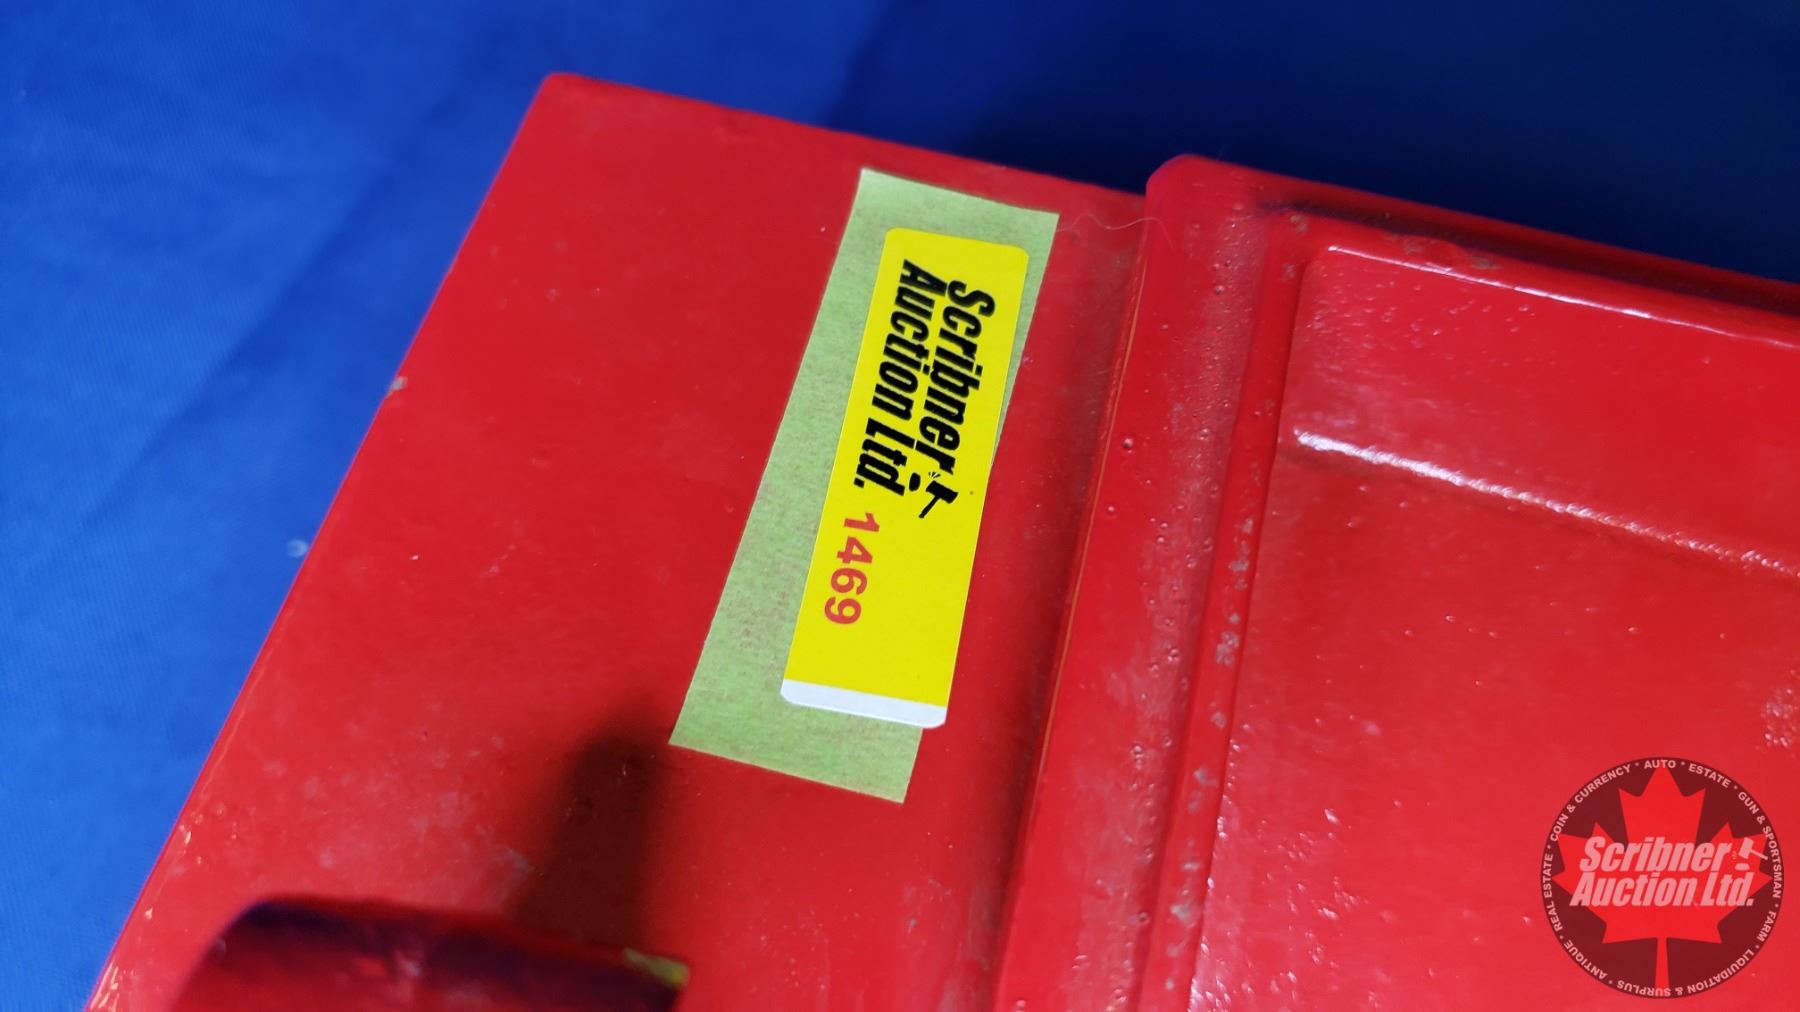 Scribner
Auction Ltd.
1469
COIN & CURRENCY * AUTO * ESTATE * GUN & SPORTSMAN * FARM * LIQUIDATION & SURPLUS * ANTIQUE * REAL ESTATE *
Scribner
Auction Ltd.